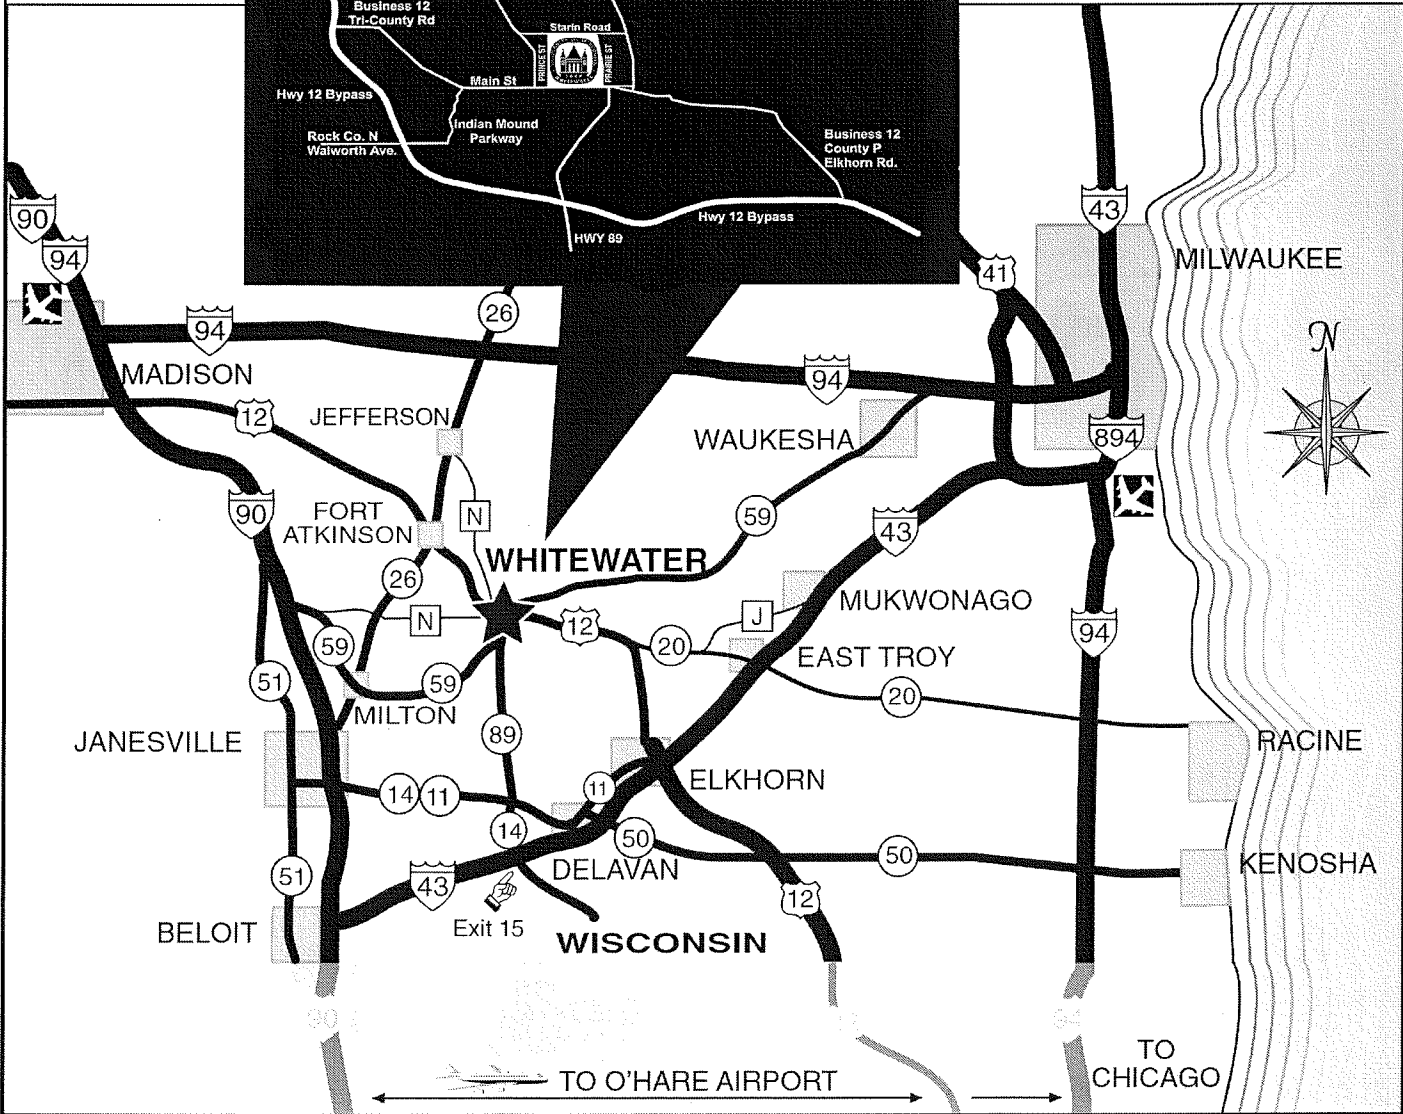 Business 12
Tri-County Rd
Starin Road
PRINCE ST
PRAIRIE ST
Main St
Hwy 12 Bypass
Indian Mound
Parkway
Rock Co. N
Walworth Ave.
Business 12
County P
Elkhorn Rd.
Hwy 12 Bypass
HWY 89
90
94
43
41
MILWAUKEE
N
26
94
94
MADISON
12
JEFFERSON
WAUKESHA
894
90
FORT
ATKINSON
N
59
43
WHITEWATER
26
N
12
J
MUKWONAGO
94
59
20
EAST TROY
51
59
20
MILTON
JANESVILLE
89
RACINE
14
11
11
ELKHORN
14
50
50
KENOSHA
DELAVAN
51
43
12
Exit 15
BELOIT
WISCONSIN
90
94
TO
CHICAGO
TO O'HARE AIRPORT